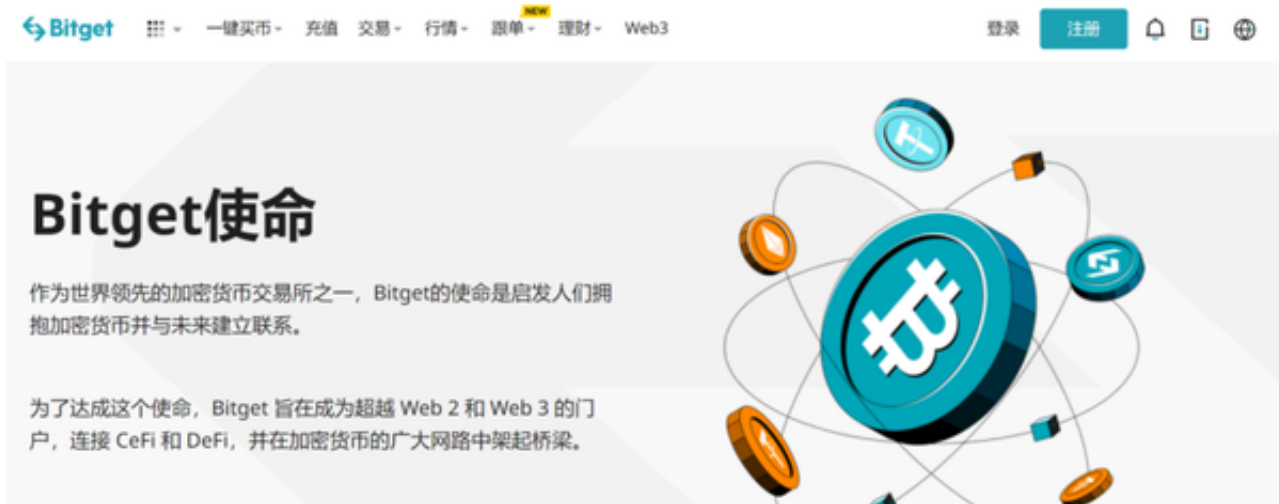 Bitget 一键买币 充值 交易 行情 跟单 NEW 理财 Web3 登录 注册
Bitget使命
作为世界领先的加密货币交易所之一，Bitget的使命是启发人们拥
抱加密货币并与未来建立联系。
为了达成这个使命，Bitget 旨在成为超越 Web 2 和 Web 3 的门
户，连接 CeFi 和 DeFi，并在加密货币的广大网路中架起桥梁。